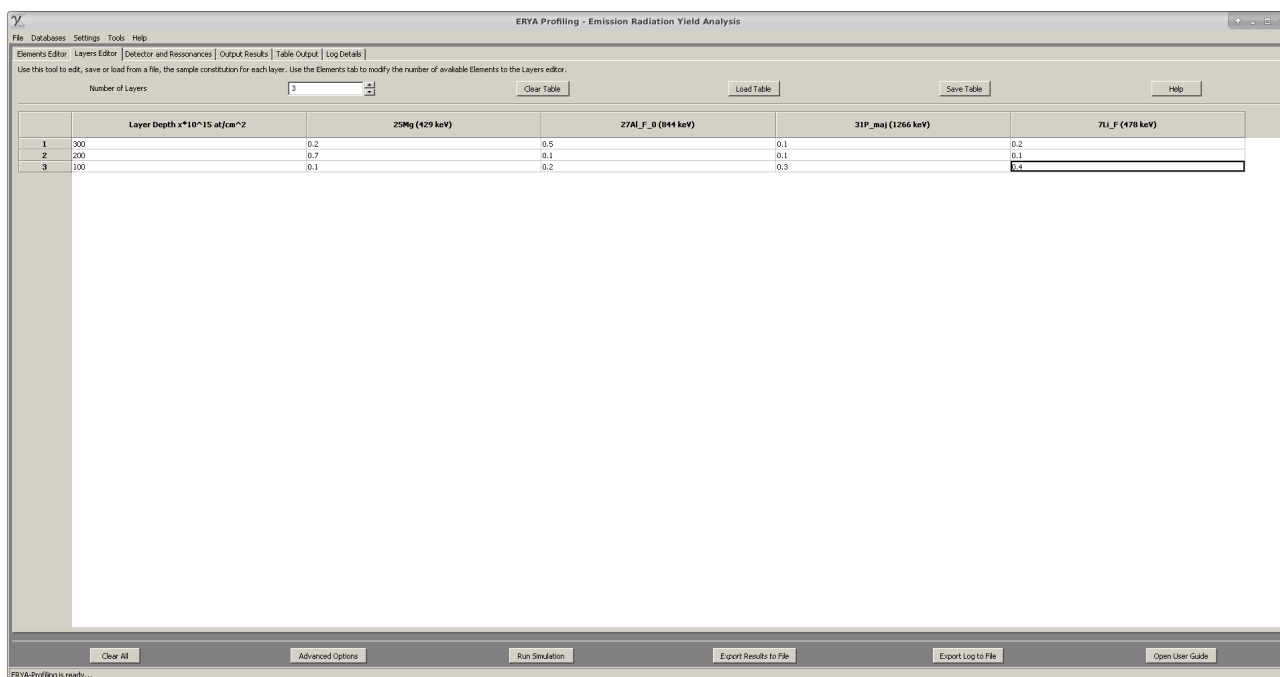 ERYA Profiling - Emission Radiation Yield Analysis
File Databases Settings Tools Help
Elements Editor Layers Editor Detector and Ressonances Output Results Table Output Log Details
Use this tool to edit, save or load from a file, the sample constitution for each layer. Use the Elements tab to modify the number of avaliable Elements to the Layers editor.
Number of Layers 3 Clear Table Load Table Save Table Help
Layer Depth x*10^15 at/cm^2 25Mg (429 keV) 27Al_F_0 (844 keV) 31P_maj (1266 keV) 7Li_F (478 keV)
1 300 0.2 0.5 0.1 0.2
2 200 0.7 0.1 0.1 0.1
3 100 0.1 0.2 0.3 0.4
Clear All Advanced Options Run Simulation Export Results to File Export Log to File Open User Guide
ERYA-Profiling is ready...